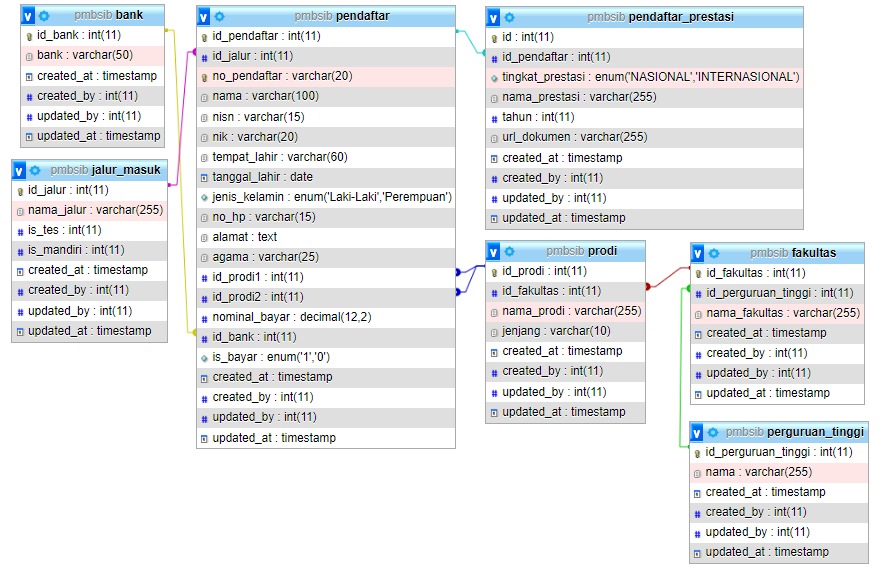 v pmbsib bank
id_bank : int(11)
bank : varchar(50)
created_at : timestamp
created_by : int(11)
updated_by : int(11)
updated_at : timestamp
v pmbsib jalur_masuk
id_jalur : int(11)
nama_jalur : varchar(255)
is_tes : int(11)
is_mandiri : int(11)
created_at : timestamp
created_by : int(11)
updated_by : int(11)
updated_at : timestamp
v pmbsib pendaftar
id_pendaftar : int(11)
id_jalur : int(11)
no_pendaftar : varchar(20)
nama : varchar(100)
nisn : varchar(15)
nik : varchar(20)
tempat_lahir : varchar(60)
tanggal_lahir : date
jenis_kelamin : enum('Laki-Laki','Perempuan')
no_hp : varchar(15)
alamat : text
agama : varchar(25)
id_prodi1 : int(11)
id_prodi2 : int(11)
nominal_bayar : decimal(12,2)
id_bank : int(11)
is_bayar : enum('1','0')
created_at : timestamp
created_by : int(11)
updated_by : int(11)
updated_at : timestamp
v pmbsib pendaftar_prestasi
id : int(11)
id_pendaftar : int(11)
tingkat_prestasi : enum('NASIONAL','INTERNASIONAL')
nama_prestasi : varchar(255)
tahun : int(11)
url_dokumen : varchar(255)
created_at : timestamp
created_by : int(11)
updated_by : int(11)
updated_at : timestamp
v pmbsib prodi
id_prodi : int(11)
id_fakultas : int(11)
nama_prodi : varchar(255)
jenjang : varchar(10)
created_at : timestamp
created_by : int(11)
updated_by : int(11)
updated_at : timestamp
v pmbsib fakultas
id_fakultas : int(11)
id_perguruan_tinggi : int(11)
nama_fakultas : varchar(255)
created_at : timestamp
created_by : int(11)
updated_by : int(11)
updated_at : timestamp
v pmbsib perguruan_tinggi
id_perguruan_tinggi : int(11)
nama : varchar(255)
created_at : timestamp
created_by : int(11)
updated_by : int(11)
updated_at : timestamp